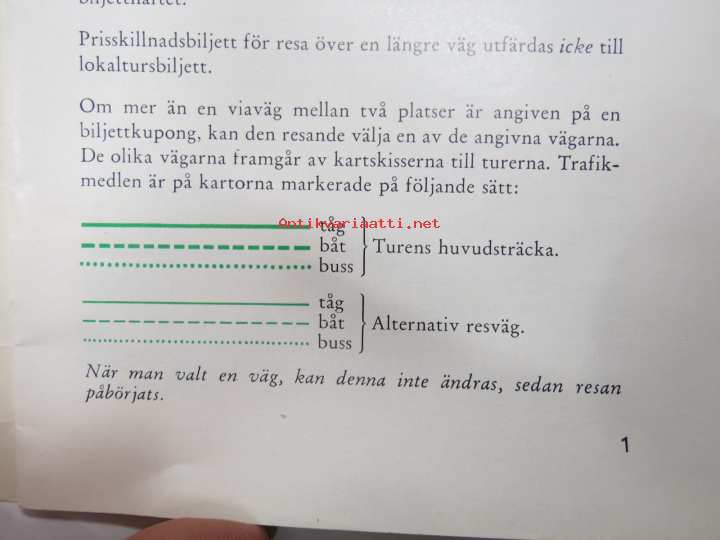 biljetthäftet.
Prisskillnadsbiljett för resa över en längre väg utfärdas icke till
lokaltursbiljett.
Om mer än en viaväg mellan två platser är angiven på en
biljettkupong, kan den resande välja en av de angivna vägarna.
De olika vägarna framgår av kartskisserna till turerna. Trafik-
medlen är på kartorna markerade på följande sätt:
Antikvariaatti.net
tåg
båt
buss
Turens huvudsträcka.
tåg
båt
buss
Alternativ resväg.
När man valt en väg, kan denna inte ändras, sedan resan
påbörjats.
1